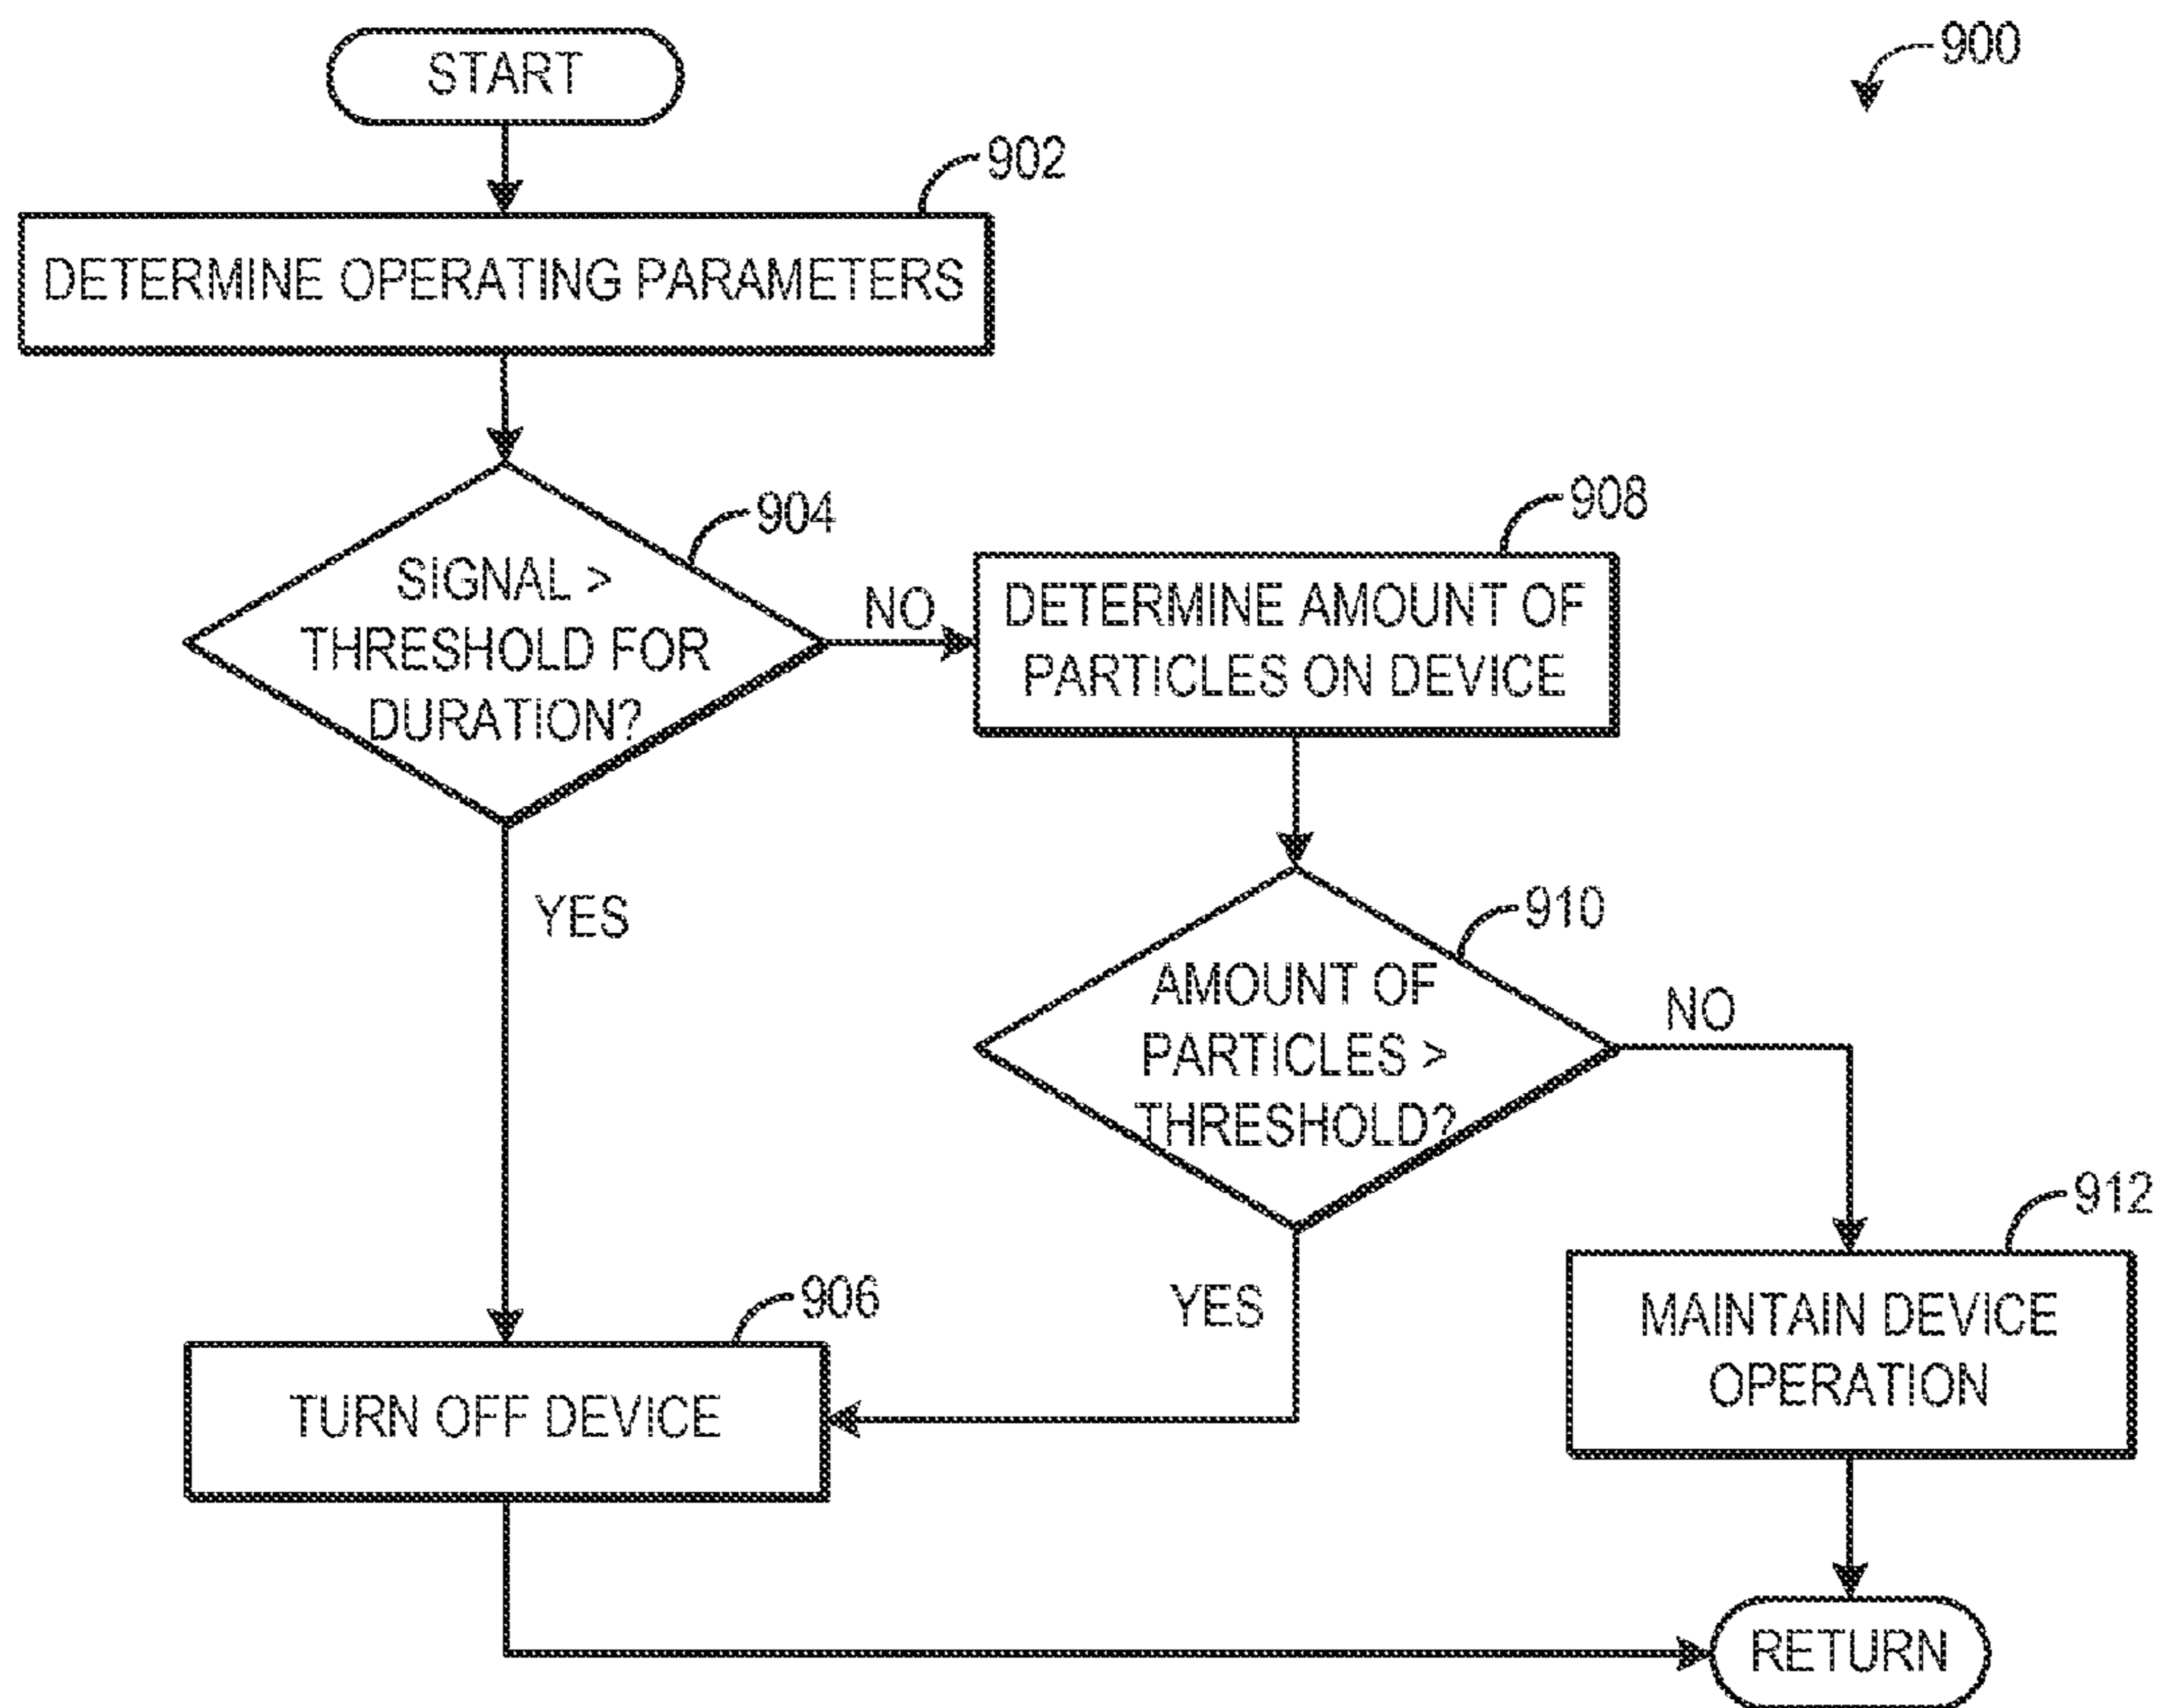 START
900
902
DETERMINE OPERATING PARAMETERS
904
SIGNAL >
THRESHOLD FOR
DURATION?
NO
908
DETERMINE AMOUNT OF
PARTICLES ON DEVICE
YES
910
AMOUNT OF
PARTICLES >
THRESHOLD?
NO
YES
906
TURN OFF DEVICE
912
MAINTAIN DEVICE
OPERATION
RETURN